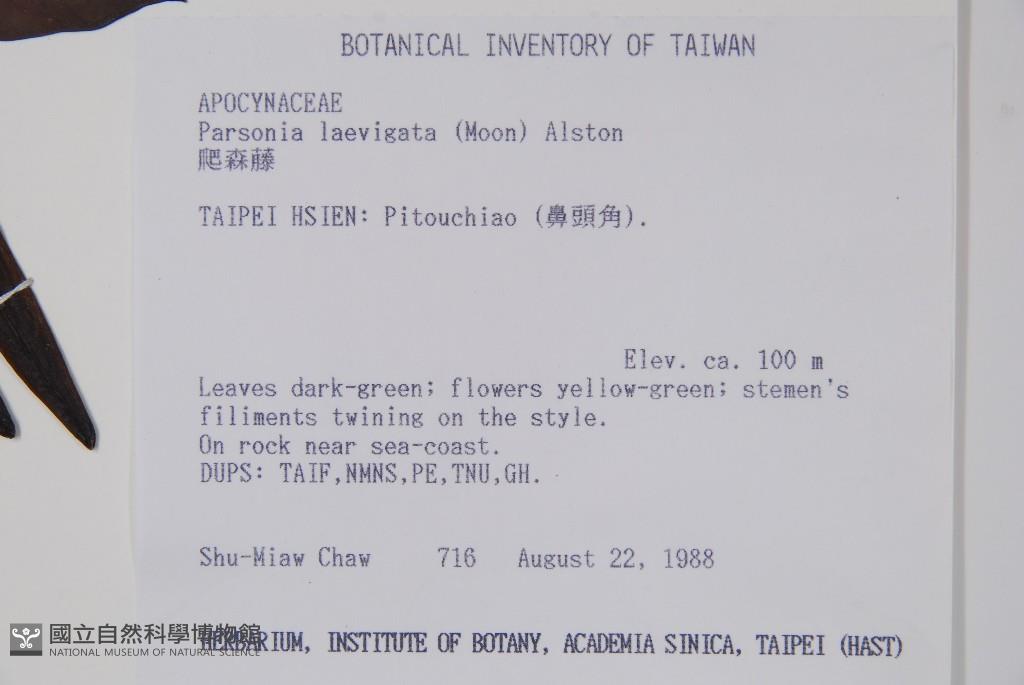 BOTANICAL INVENTORY OF TAIWAN
APOCYNACEAE
Parsonia laevigata (Moon) Alston
爬森藤
TAIPEI HSIEN: Pitouchiao (鼻頭角).
Elev. ca. 100 m
Leaves dark-green; flowers yellow-green; stemen's
filiments twining on the style.
On rock near sea-coast.
DUPS: TAIF,NMNS,PE,TNU,GH.
Shu-Miaw Chaw 716 August 22, 1988
HERBARIUM, INSTITUTE OF BOTANY, ACADEMIA SINICA, TAIPEI (HAST)
國立自然科學博物館
NATIONAL MUSEUM OF NATURAL SCIENCE